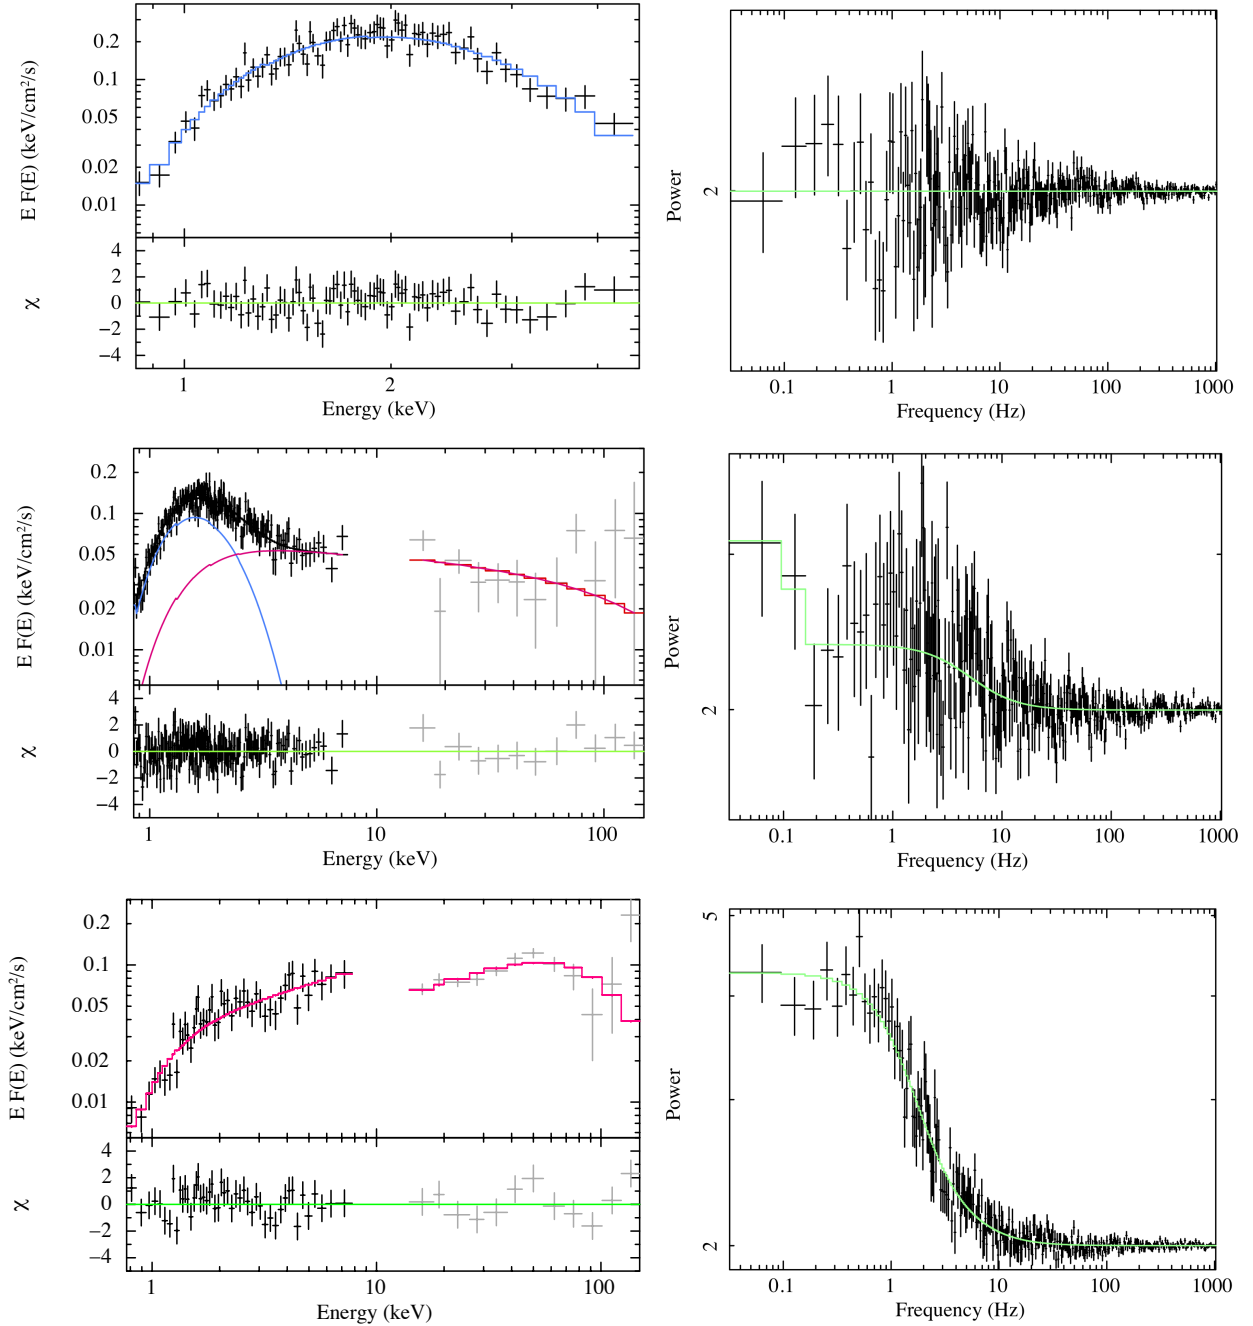 E F(E) (keV/cm²/s)
0.2
0.1
0.05
0.02
0.01
χ
4
2
0
−2
−4
1 2
Energy (keV)
Power
2
0.1 1 10 100 1000
Frequency (Hz)
E F(E) (keV/cm²/s)
0.2
0.1
0.05
0.02
0.01
χ
4
2
0
−2
−4
1 10 100
Energy (keV)
Power
2
0.1 1 10 100 1000
Frequency (Hz)
E F(E) (keV/cm²/s)
0.2
0.1
0.05
0.02
0.01
χ
4
2
0
−2
−4
1 10 100
Energy (keV)
Power
5
2
0.1 1 10 100 1000
Frequency (Hz)